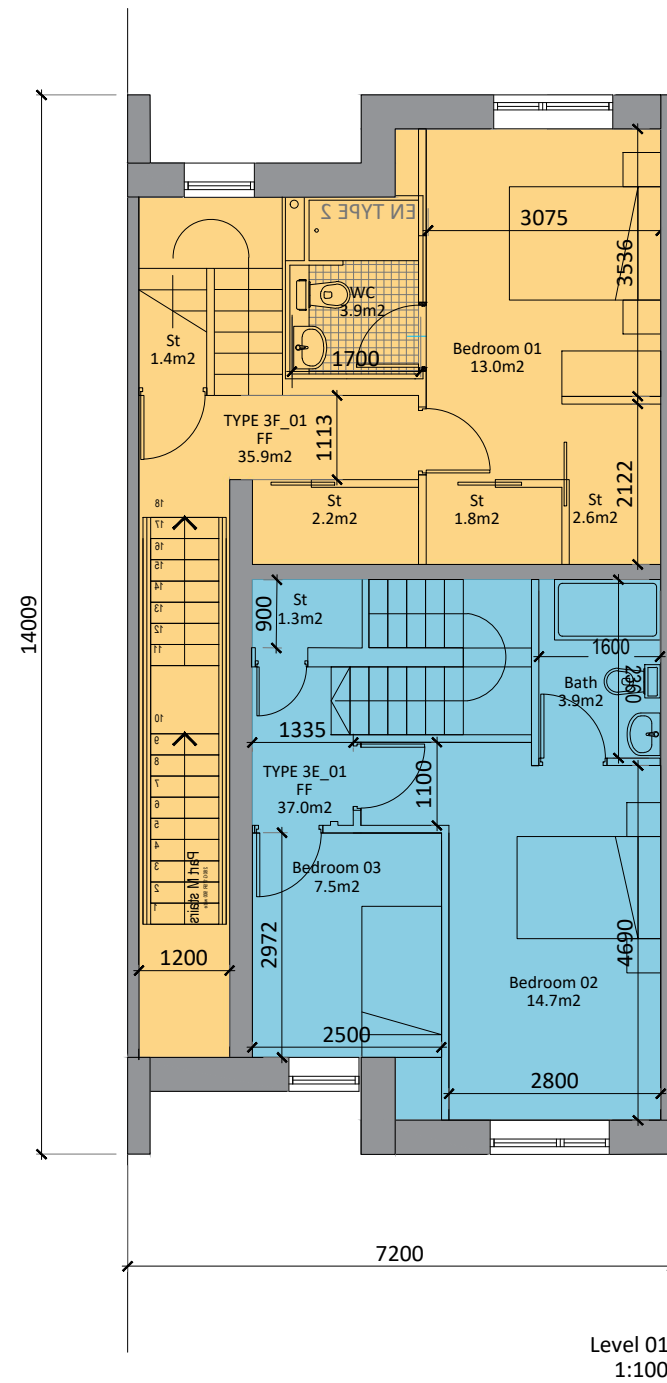 EN TYPE 2
3075
3536
WC
3.9m2
St
1.4m2
1700
Bedroom 01
13.0m2
TYPE 3F_01
FF
35.9m2
1113
2122
St
2.2m2
St
1.8m2
St
2.6m2
18
17
16
15
14
13
12
11
10
9
8
7
6
5
4
3
2
1
Part M stairs
14009
900
St
1.3m2
1600
Bath
3.9m2
2360
1335
TYPE 3E_01
FF
37.0m2
1100
Bedroom 03
7.5m2
2972
4690
1200
Bedroom 02
14.7m2
2500
2800
7200
Level 01
1:100